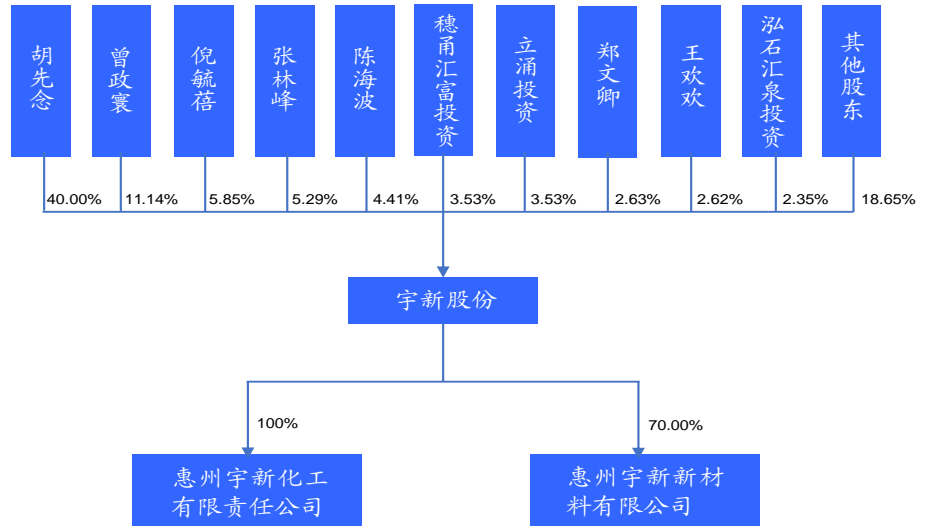 胡先念
曾政寰
倪毓蓓
张林峰
陈海波
穗甬汇富投资
立涌投资
郑文卿
王欢欢
泓石汇泉投资
其他股东
40.00%
11.14%
5.85%
5.29%
4.41%
3.53%
3.53%
2.63%
2.62%
2.35%
18.65%
宇新股份
100%
70.00%
惠州宇新化工
有限责任公司
惠州宇新新材
料有限公司